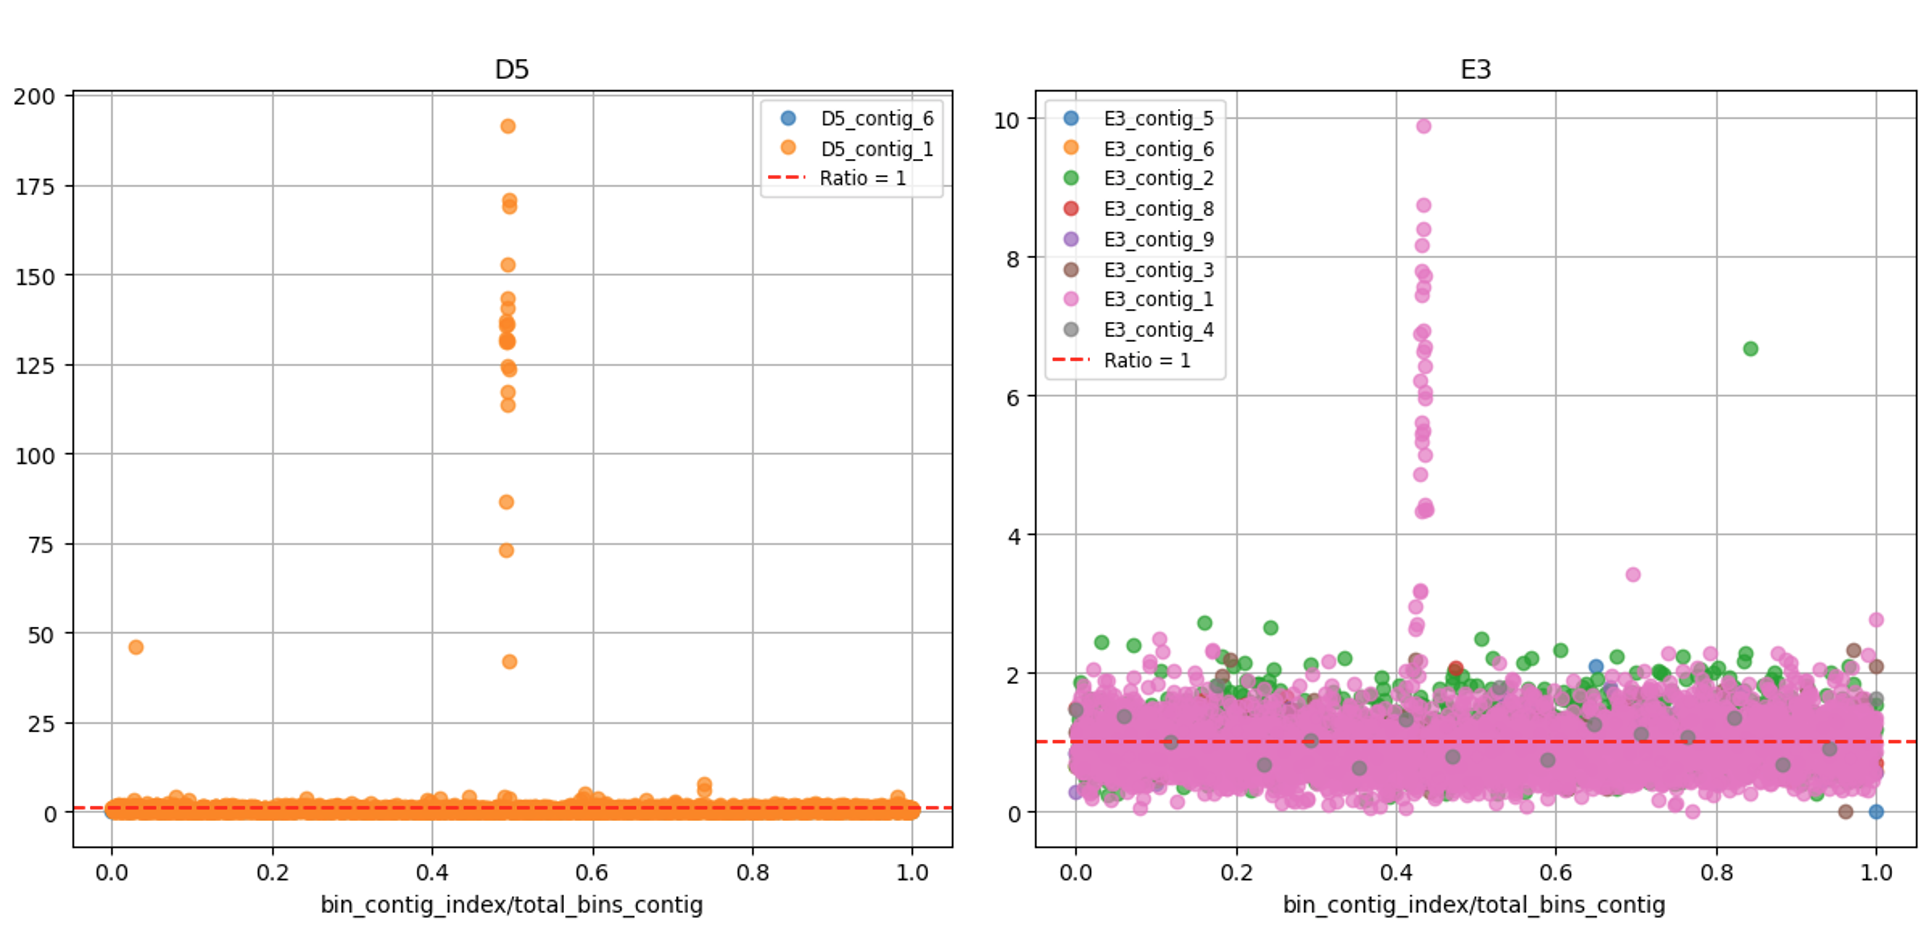 D5
200
175
150
125
100
75
50
25
0
0.0 0.2 0.4 0.6 0.8 1.0
bin_contig_index/total_bins_contig
D5_contig_6
D5_contig_1
Ratio = 1
E3
10
8
6
4
2
0
0.0 0.2 0.4 0.6 0.8 1.0
bin_contig_index/total_bins_contig
E3_contig_5
E3_contig_6
E3_contig_2
E3_contig_8
E3_contig_9
E3_contig_3
E3_contig_1
E3_contig_4
Ratio = 1